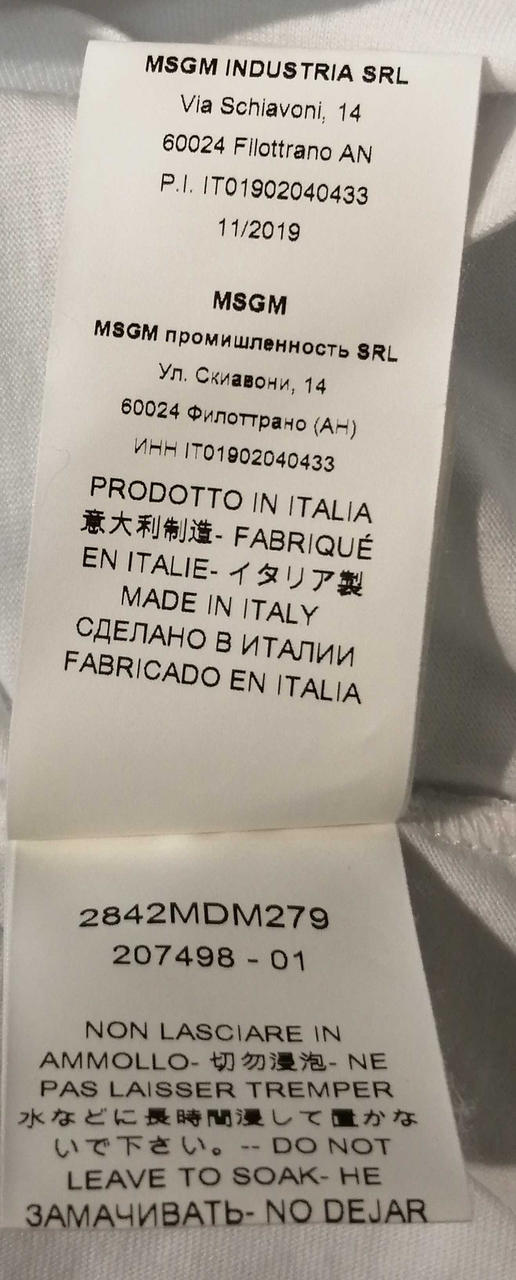 MSGM INDUSTRIA SRL
Via Schiavoni, 14
60024 Filottrano AN
P.I. IT01902040433
11/2019
MSGM
MSGM промишленность SRL
Ул. Скиавони, 14
60024 Филоттрано (АН)
ИНН IT01902040433
PRODOTTO IN ITALIA
意大利制造- FABRIQUÉ
EN ITALIE- イタリア製
MADE IN ITALY
СДЕЛАНО В ИТАЛИИ
FABRICADO EN ITALIA
2842MDM279
207498 - 01
NON LASCIARE IN
AMMOLLO- 切勿浸泡- NE
PAS LAISSER TREMPER
水などに長時間浸して置かな
いで下さい。-- DO NOT
LEAVE TO SOAK- НЕ
ЗАМАЧИВАТЬ- NO DEJAR